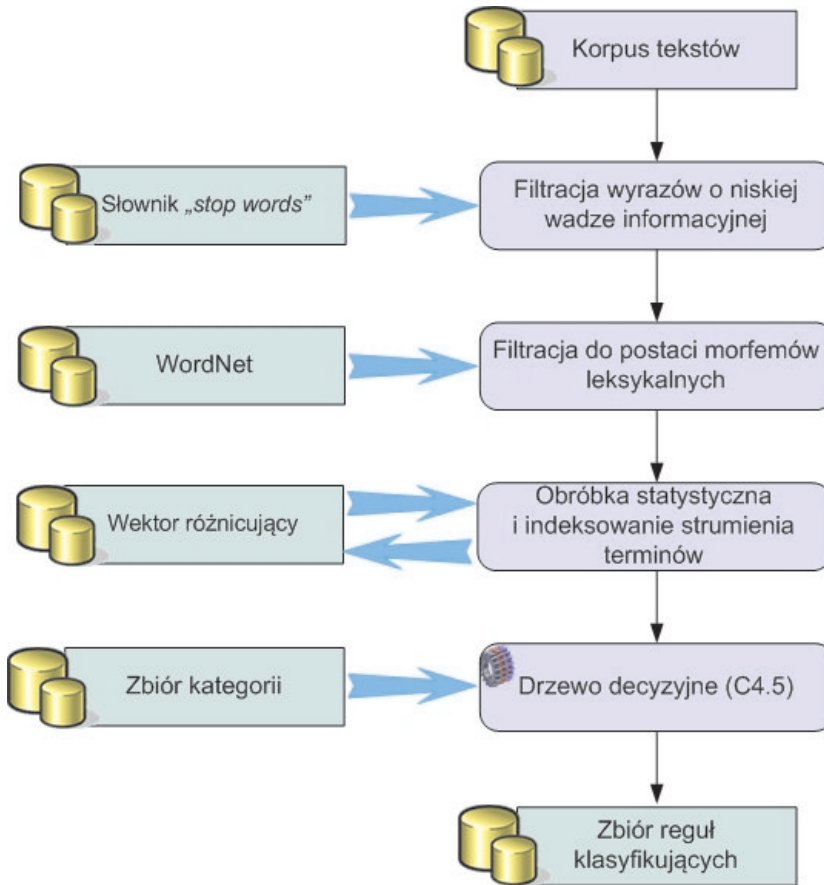 Korpus tekstów
Słownik „stop words”
Filtracja wyrazów o niskiej
wadze informacyjnej
WordNet
Filtracja do postaci morfemów
leksykalnych
Wektor różnicujący
Obróbka statystyczna
i indeksowanie strumienia
terminów
Zbiór kategorii
Drzewo decyzyjne (C4.5)
Zbiór reguł
klasyfikujących